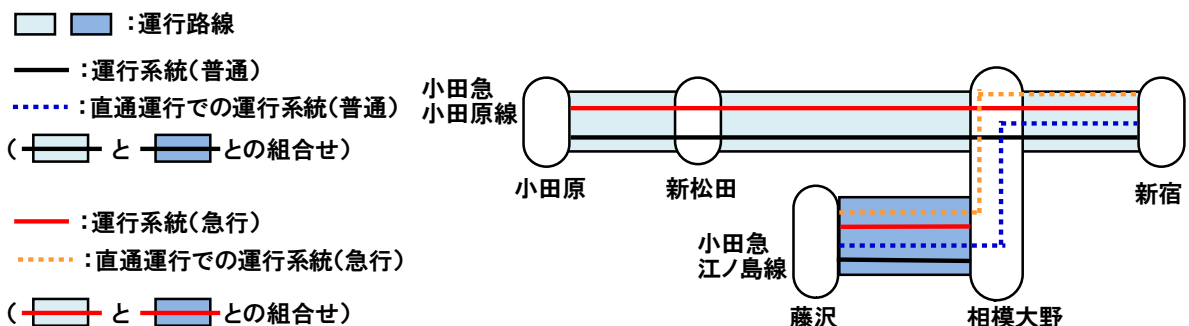 :運行路線
:運行系統(普通)
:直通運行での運行系統(普通)
( と との組合せ)
:運行系統(急行)
:直通運行での運行系統(急行)
( と との組合せ)
小田急
小田原線
小田原
新松田
新宿
小田急
江ノ島線
藤沢
相模大野